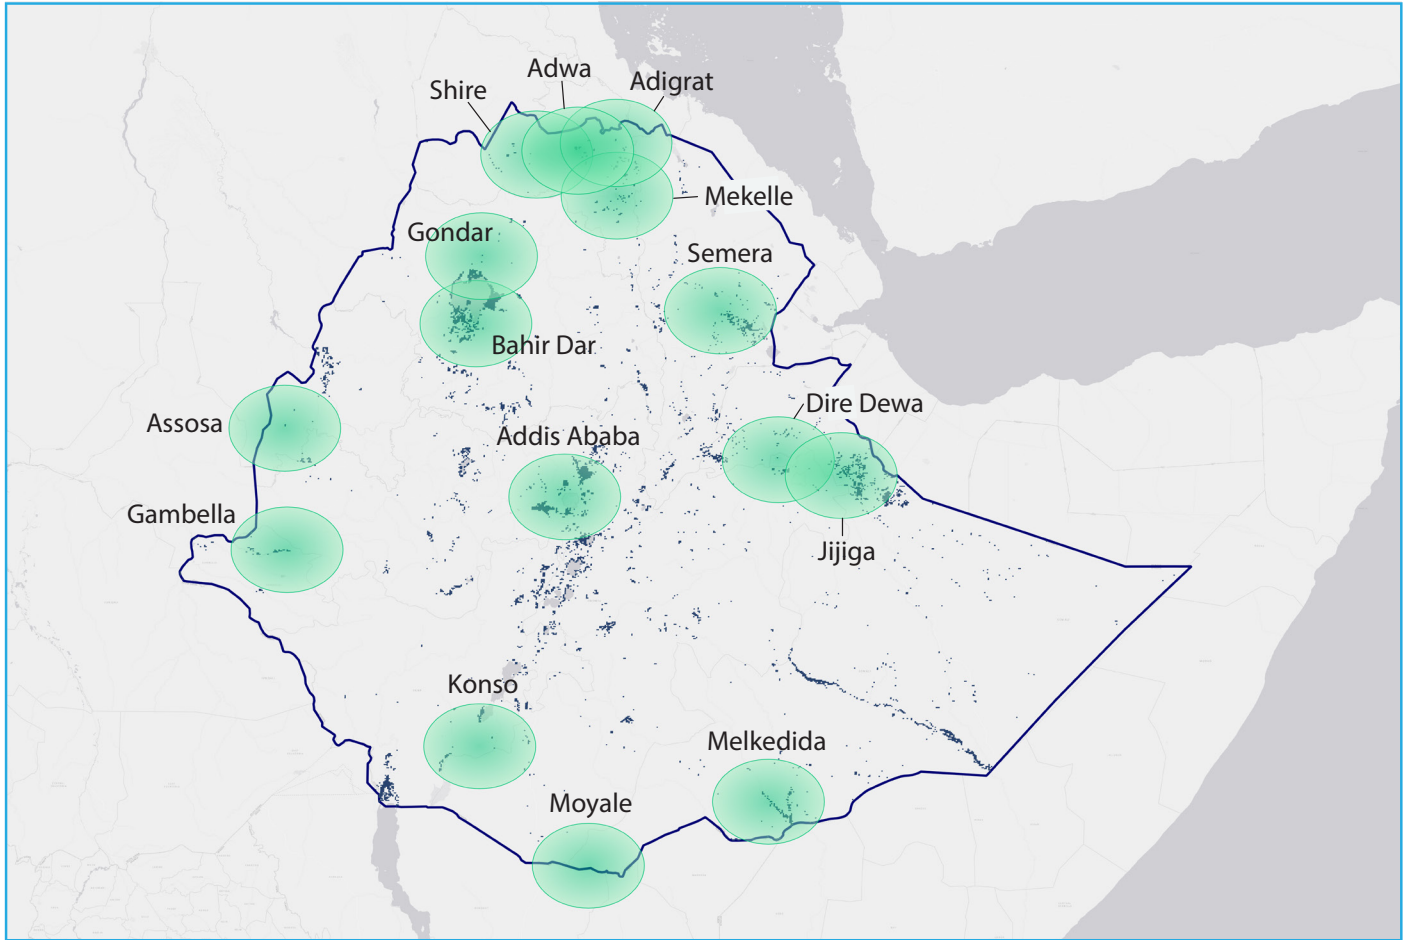 Adwa
Adigrat
Shire
Mekelle
Gondar
Semera
Bahir Dar
Dire Dewa
Assosa
Addis Ababa
Gambella
Jijiga
Konso
Melkedida
Moyale